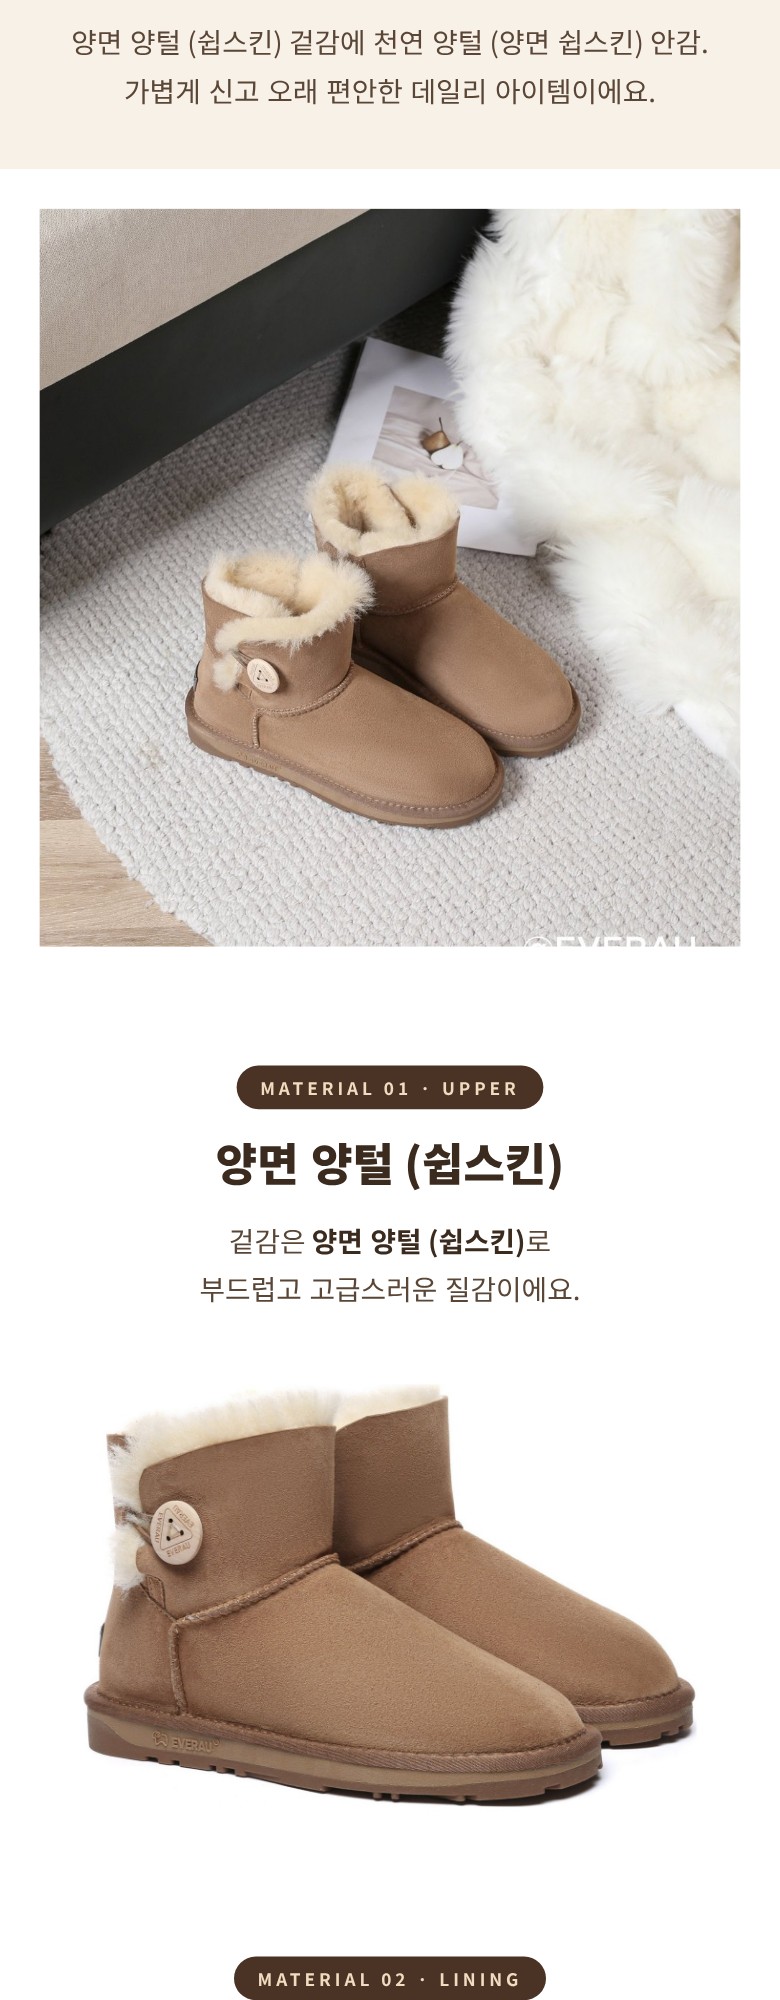 양면 양털 (쉽스킨) 겉감에 천연 양털 (양면 쉽스킨) 안감.
가볍게 신고 오래 편안한 데일리 아이템이에요.
@EVERAU
MATERIAL 01 · UPPER
양면 양털 (쉽스킨)
겉감은 양면 양털 (쉽스킨)로
부드럽고 고급스러운 질감이에요.
EVERAU
EVERAU
EVERAU
EVERAU®
MATERIAL 02 · LINING